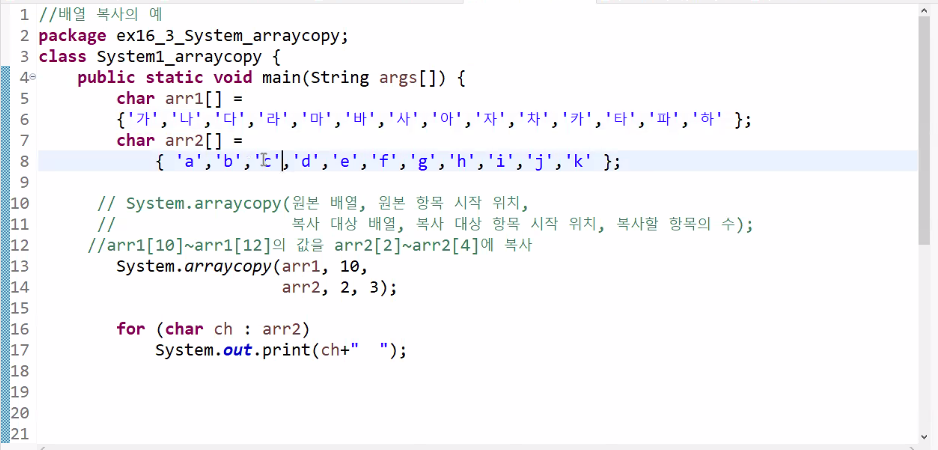 1 //배열 복사의 예
2 package ex16_3_System_arraycopy;
3 class System1_arraycopy {
4 public static void main(String args[]) {
5 char arr1[] =
6 {'가','나','다','라','마','바','사','아','자','차','카','타','파','하' };
7 char arr2[] =
8 { 'a','b','c','d','e','f','g','h','i','j','k' };
9
10 // System.arraycopy(원본 배열, 원본 항목 시작 위치,
11 // 복사 대상 배열, 복사 대상 항목 시작 위치, 복사할 항목의 수);
12 //arr1[10]~arr1[12]의 값을 arr2[2]~arr2[4]에 복사
13 System.arraycopy(arr1, 10,
14 arr2, 2, 3);
15
16 for (char ch : arr2)
17 System.out.print(ch+"  ");
18
19
20
21